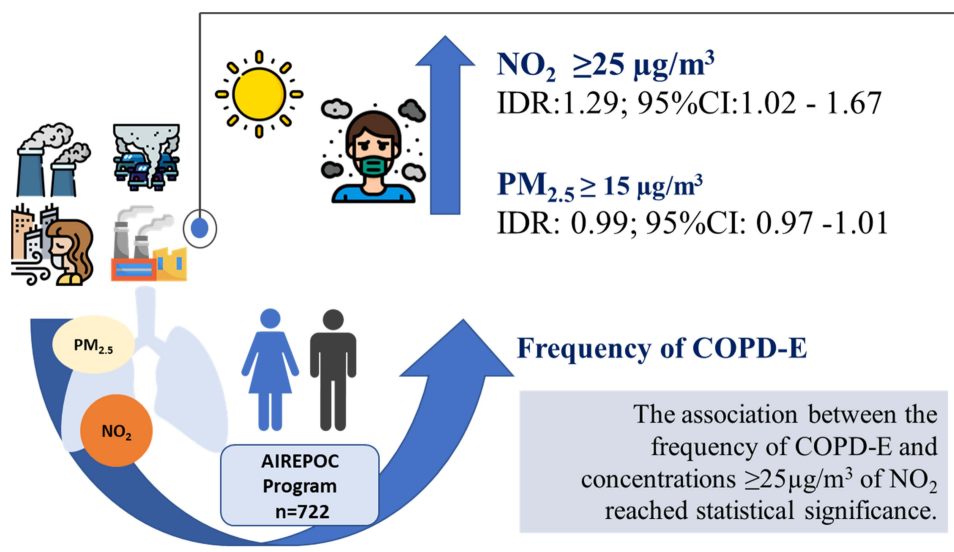 NO₂ ≥25 µg/m³
IDR:1.29; 95%CI:1.02 - 1.67
PM₂.₅ ≥ 15 µg/m³
IDR: 0.99; 95%CI: 0.97 -1.01
PM₂.₅
NO₂
AIREPOC
Program
n=722
Frequency of COPD-E
The association between the
frequency of COPD-E and
concentrations ≥25µg/m³ of NO₂
reached statistical significance.